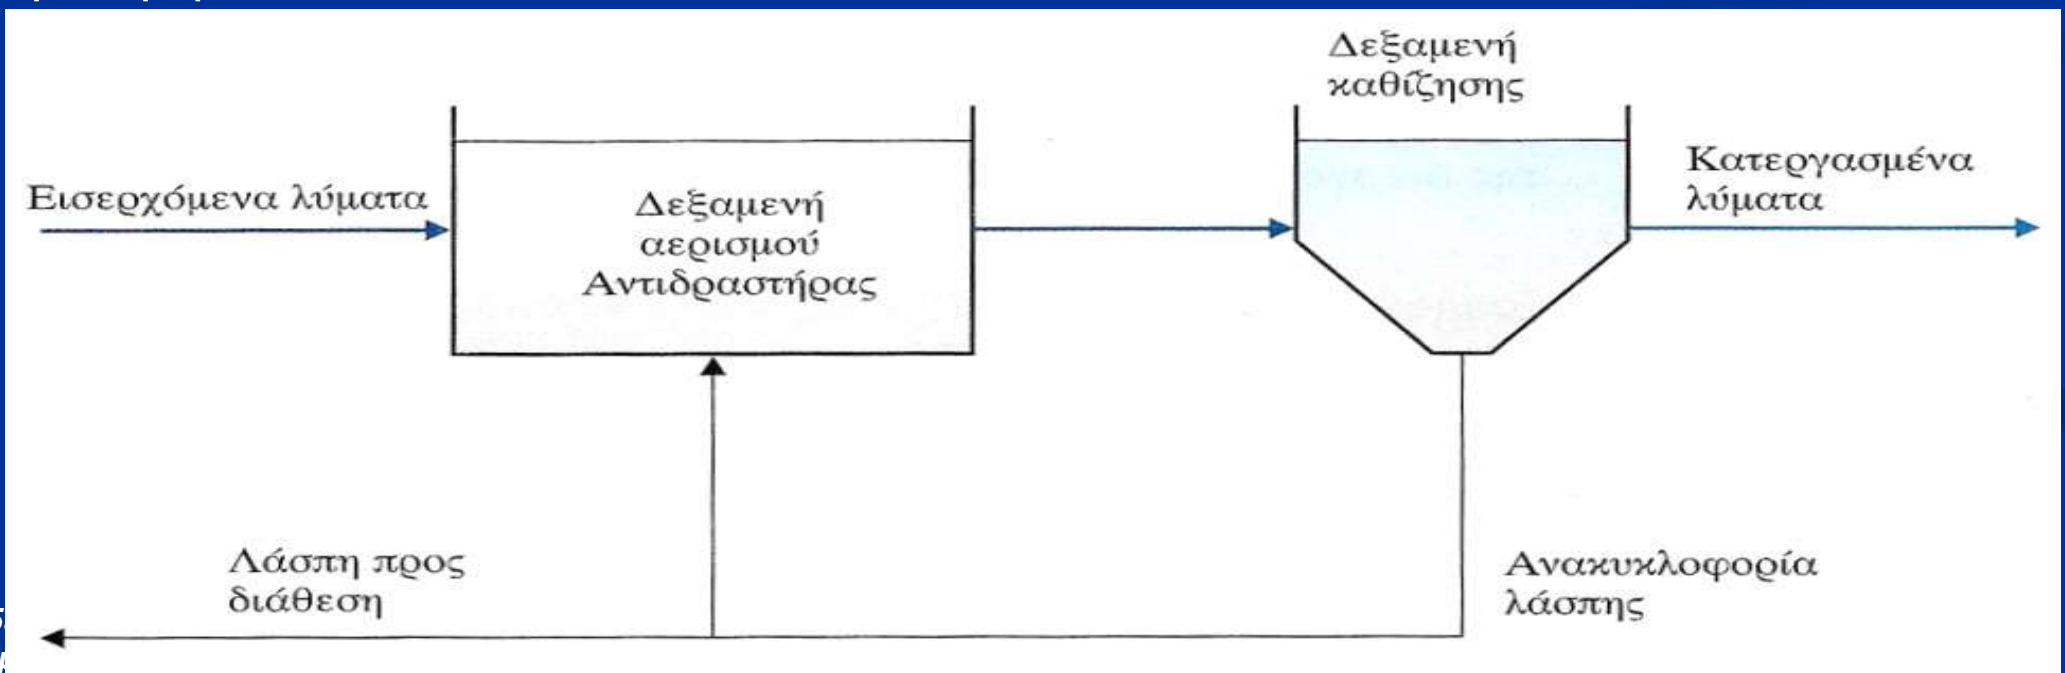 Δεξαμενή
καθίζησης
Εισερχόμενα λύματα
Δεξαμενή
αερισμού
Αντιδραστήρας
Κατεργασμένα
λύματα
Λάσπη προς
διάθεση
Ανακυκλοφορία
λάσπης